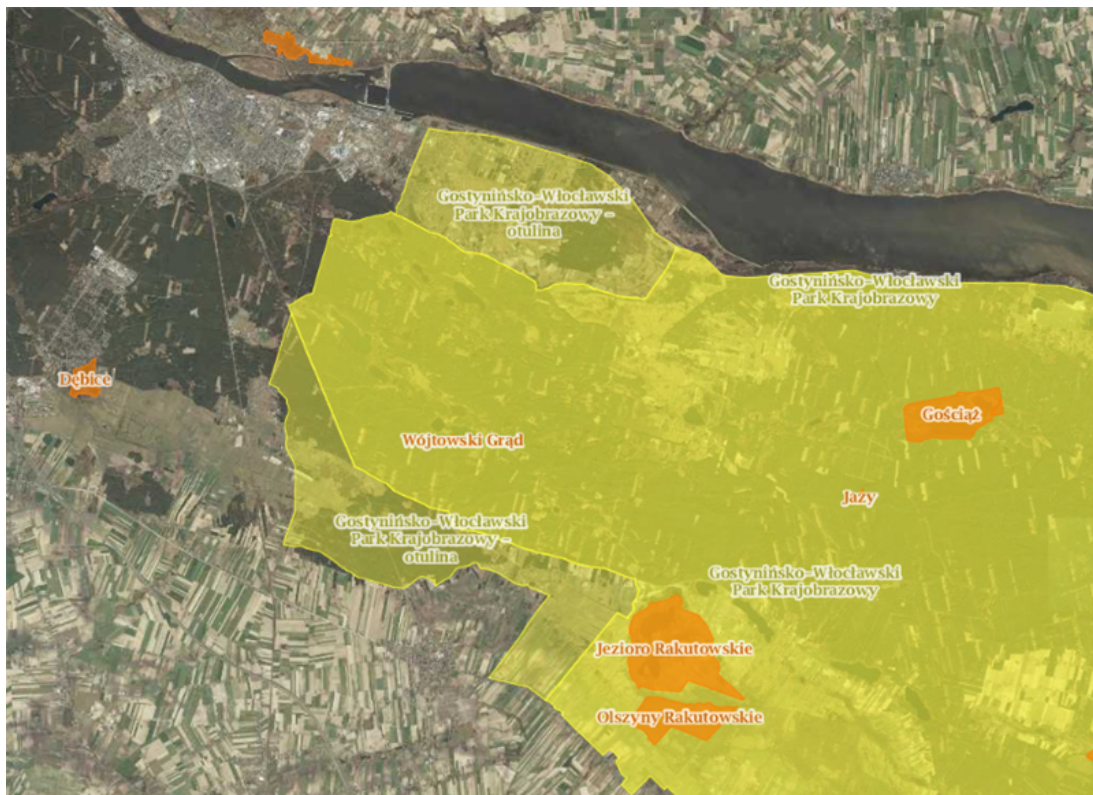 Gostynińsko-Włocławski
Park Krajobrazowy –
otulina
Gostynińsko-Włocławski
Park Krajobrazowy
Dębice
Gościąż
Wójtowski Grąd
Jazy
Gostynińsko-Włocławski
Park Krajobrazowy –
otulina
Gostynińsko-Włocławski
Park Krajobrazowy
Jezioro Rakutowskie
Olszyny Rakutowskie